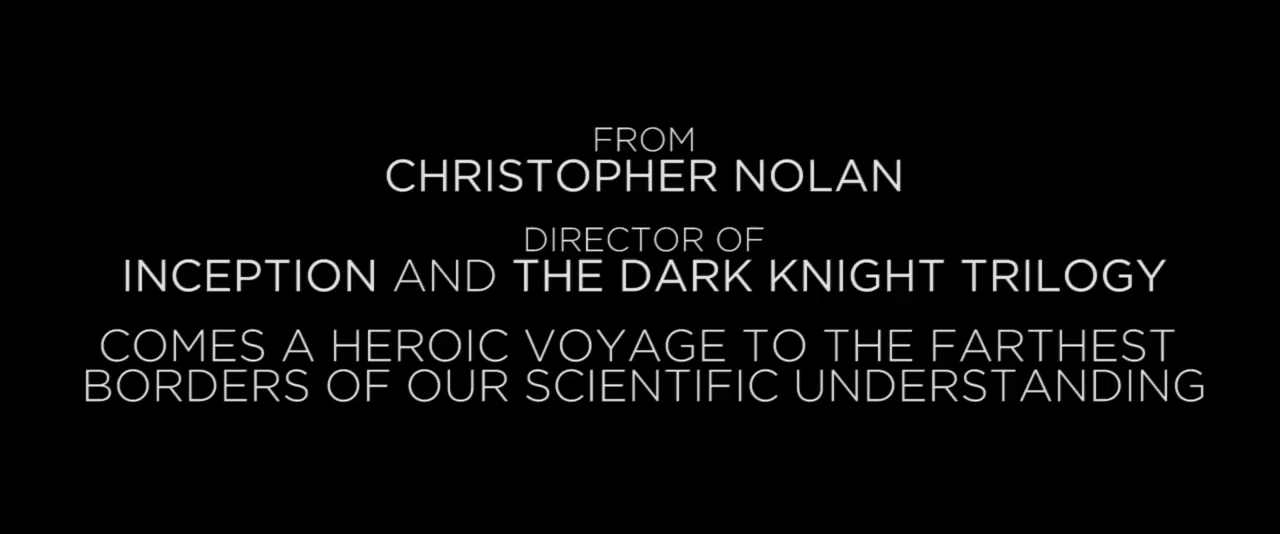 FROM
CHRISTOPHER NOLAN
DIRECTOR OF
INCEPTION AND THE DARK KNIGHT TRILOGY
COMES A HEROIC VOYAGE TO THE FARTHEST
BORDERS OF OUR SCIENTIFIC UNDERSTANDING